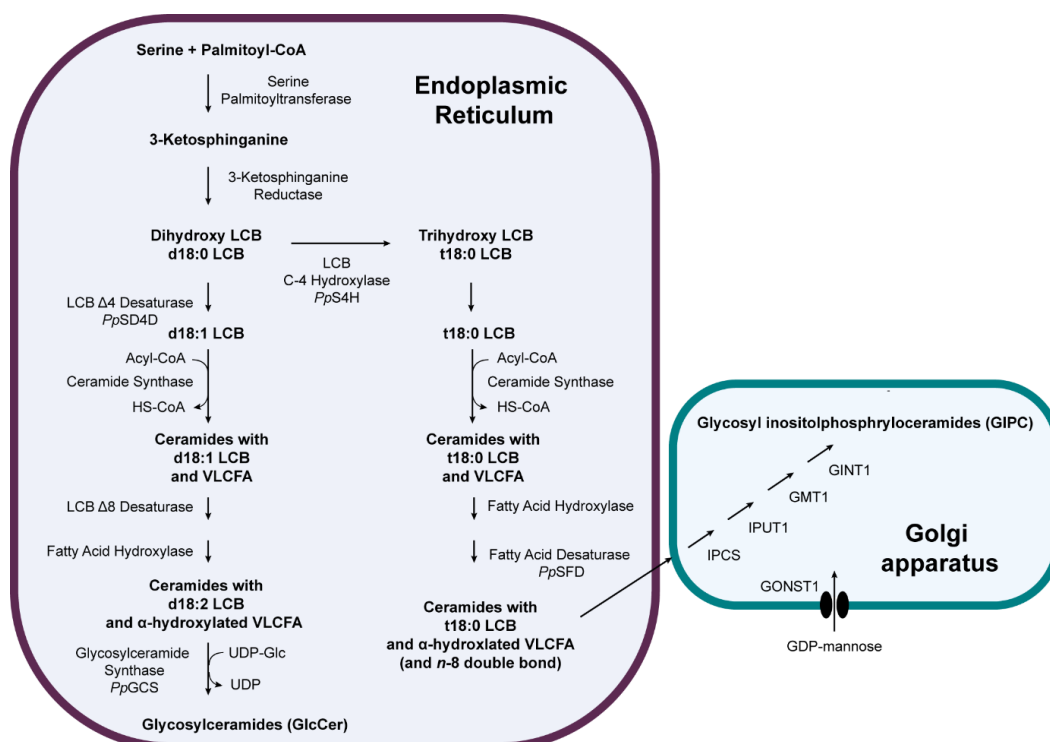 Serine + Palmitoyl-CoA
Serine
Palmitoyltransferase
3-Ketosphinganine
3-Ketosphinganine
Reductase
Endoplasmic
Reticulum
Dihydroxy LCB
d18:0 LCB
LCB
C-4 Hydroxylase
PpS4H
Trihydroxy LCB
t18:0 LCB
LCB Δ4 Desaturase
PpSD4D
d18:1 LCB
Acyl-CoA
Ceramide Synthase
HS-CoA
Ceramides with
d18:1 LCB
and VLCFA
LCB Δ8 Desaturase
Fatty Acid Hydroxylase
Ceramides with
d18:2 LCB
and α-hydroxylated VLCFA
Glycosylceramide
Synthase
PpGCS
UDP-Glc
UDP
Glycosylceramides (GlcCer)
t18:0 LCB
Acyl-CoA
Ceramide Synthase
HS-CoA
Ceramides with
t18:0 LCB
and VLCFA
Fatty Acid Hydroxylase
Fatty Acid Desaturase
PpSFD
Ceramides with
t18:0 LCB
and α-hydroxlated VLCFA
(and n-8 double bond)
Glycosyl inositolphosphryloceramides (GIPC)
GINT1
GMT1
IPUT1
IPCS
Golgi
apparatus
GONST1
GDP-mannose